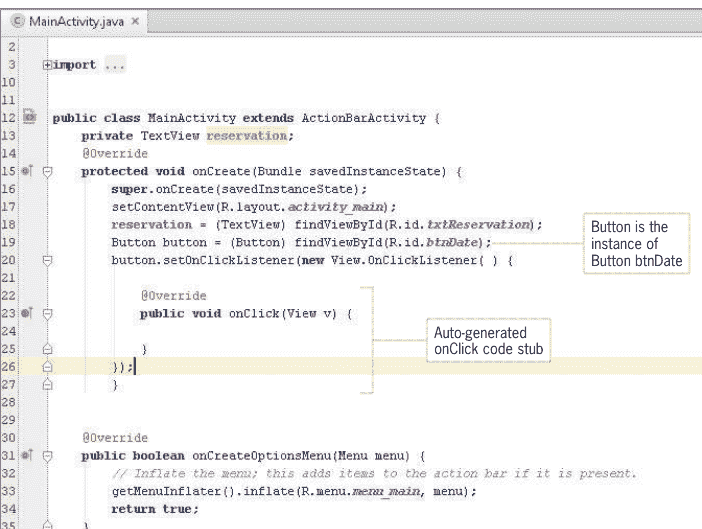 MainActivity.java ×
2
3 import ...
10
11
12 public class MainActivity extends ActionBarActivity {
13 private TextView reservation;
14 @Override
15 protected void onCreate(Bundle savedInstanceState) {
16 super.onCreate(savedInstanceState);
17 setContentView(R.layout.activity_main);
18 reservation = (TextView) findViewById(R.id.txtReservation);
19 Button button = (Button) findViewById(R.id.btnDate);
Button is the
instance of
Button btnDate
20 button.setOnClickListener(new View.OnClickListener( ) {
21
22 @Override
23 public void onClick(View v) {
24
Auto-generated
onClick code stub
25 }
26 });
27 }
28
29
30 @Override
31 public boolean onCreateOptionsMenu(Menu menu) {
32 // Inflate the menu; this adds items to the action bar if it is present.
33 getMenuInflater().inflate(R.menu.menu_main, menu);
34 return true;
35 }